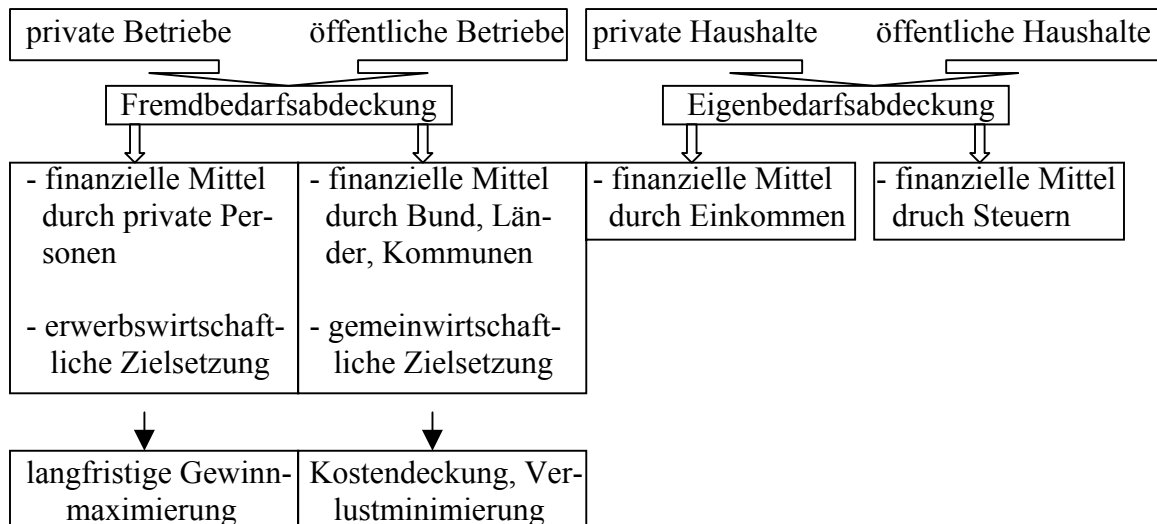 private Betriebe öffentliche Betriebe
private Haushalte öffentliche Haushalte
Fremdbedarfsabdeckung
Eigenbedarfsabdeckung
- finanzielle Mittel
durch private Per-
sonen
- erwerbswirtschaft-
liche Zielsetzung
- finanzielle Mittel
durch Bund, Län-
der, Kommunen
- gemeinwirtschaft-
liche Zielsetzung
- finanzielle Mittel
durch Einkommen
- finanzielle Mittel
druch Steuern
langfristige Gewinn-
maximierung
Kostendeckung, Ver-
lustminimierung